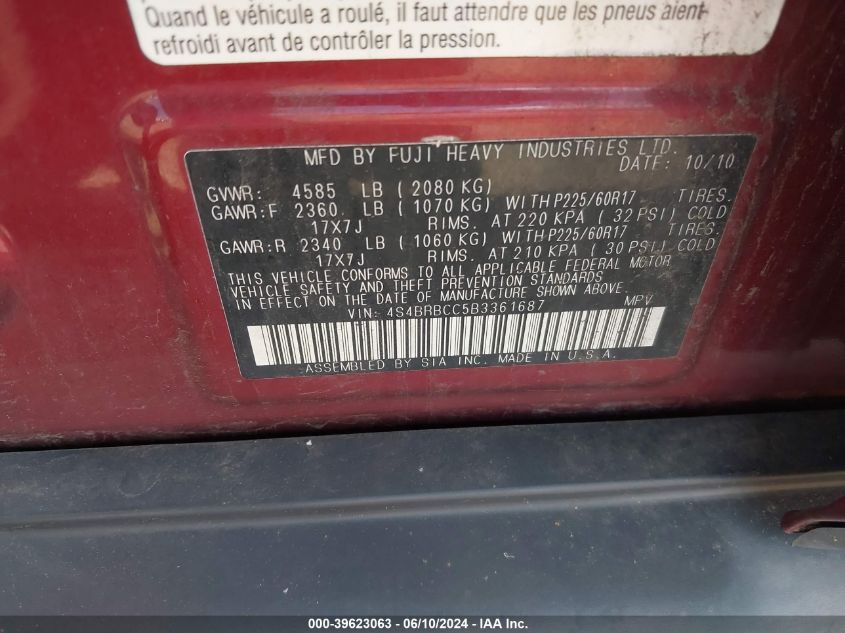 Quand le véhicule a roulé, il faut attendre que les pneus aient
refroidi avant de contrôler la pression.
MFD BY FUJI HEAVY INDUSTRIES LTD.
DATE: 10/10
GVWR: 4585 LB (2080 KG)
GAWR:F 2360 LB (1070 KG) WITH P225/60R17 TIRES.
17X7J RIMS. AT 220 KPA (32 PSI) COLD
GAWR:R 2340 LB (1060 KG) WITH P225/60R17 TIRES.
17X7J RIMS. AT 210 KPA (30 PSI) COLD
THIS VEHICLE CONFORMS TO ALL APPLICABLE FEDERAL MOTOR
VEHICLE SAFETY AND THEFT PREVENTION STANDARDS
IN EFFECT ON THE DATE OF MANUFACTURE SHOWN ABOVE.
VIN: 4S4BRBCC5B3361687 MPV
ASSEMBLED BY SIA INC. MADE IN U.S.A.
000-39623063 - 06/10/2024 - IAA Inc.